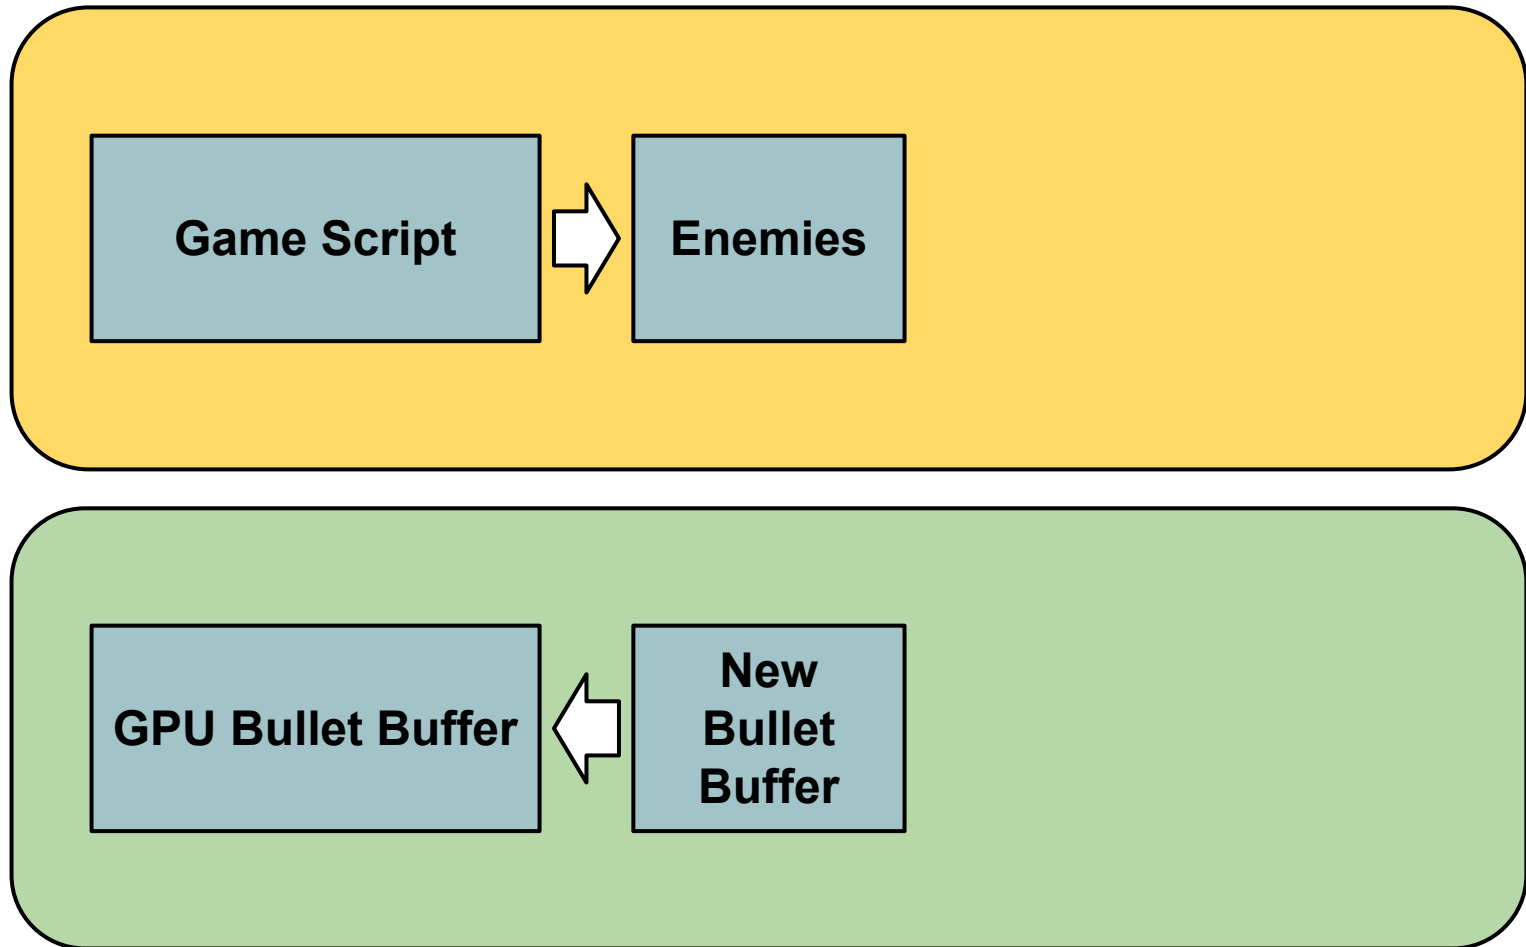 Game Script
Enemies
GPU Bullet Buffer
New
Bullet
Buffer